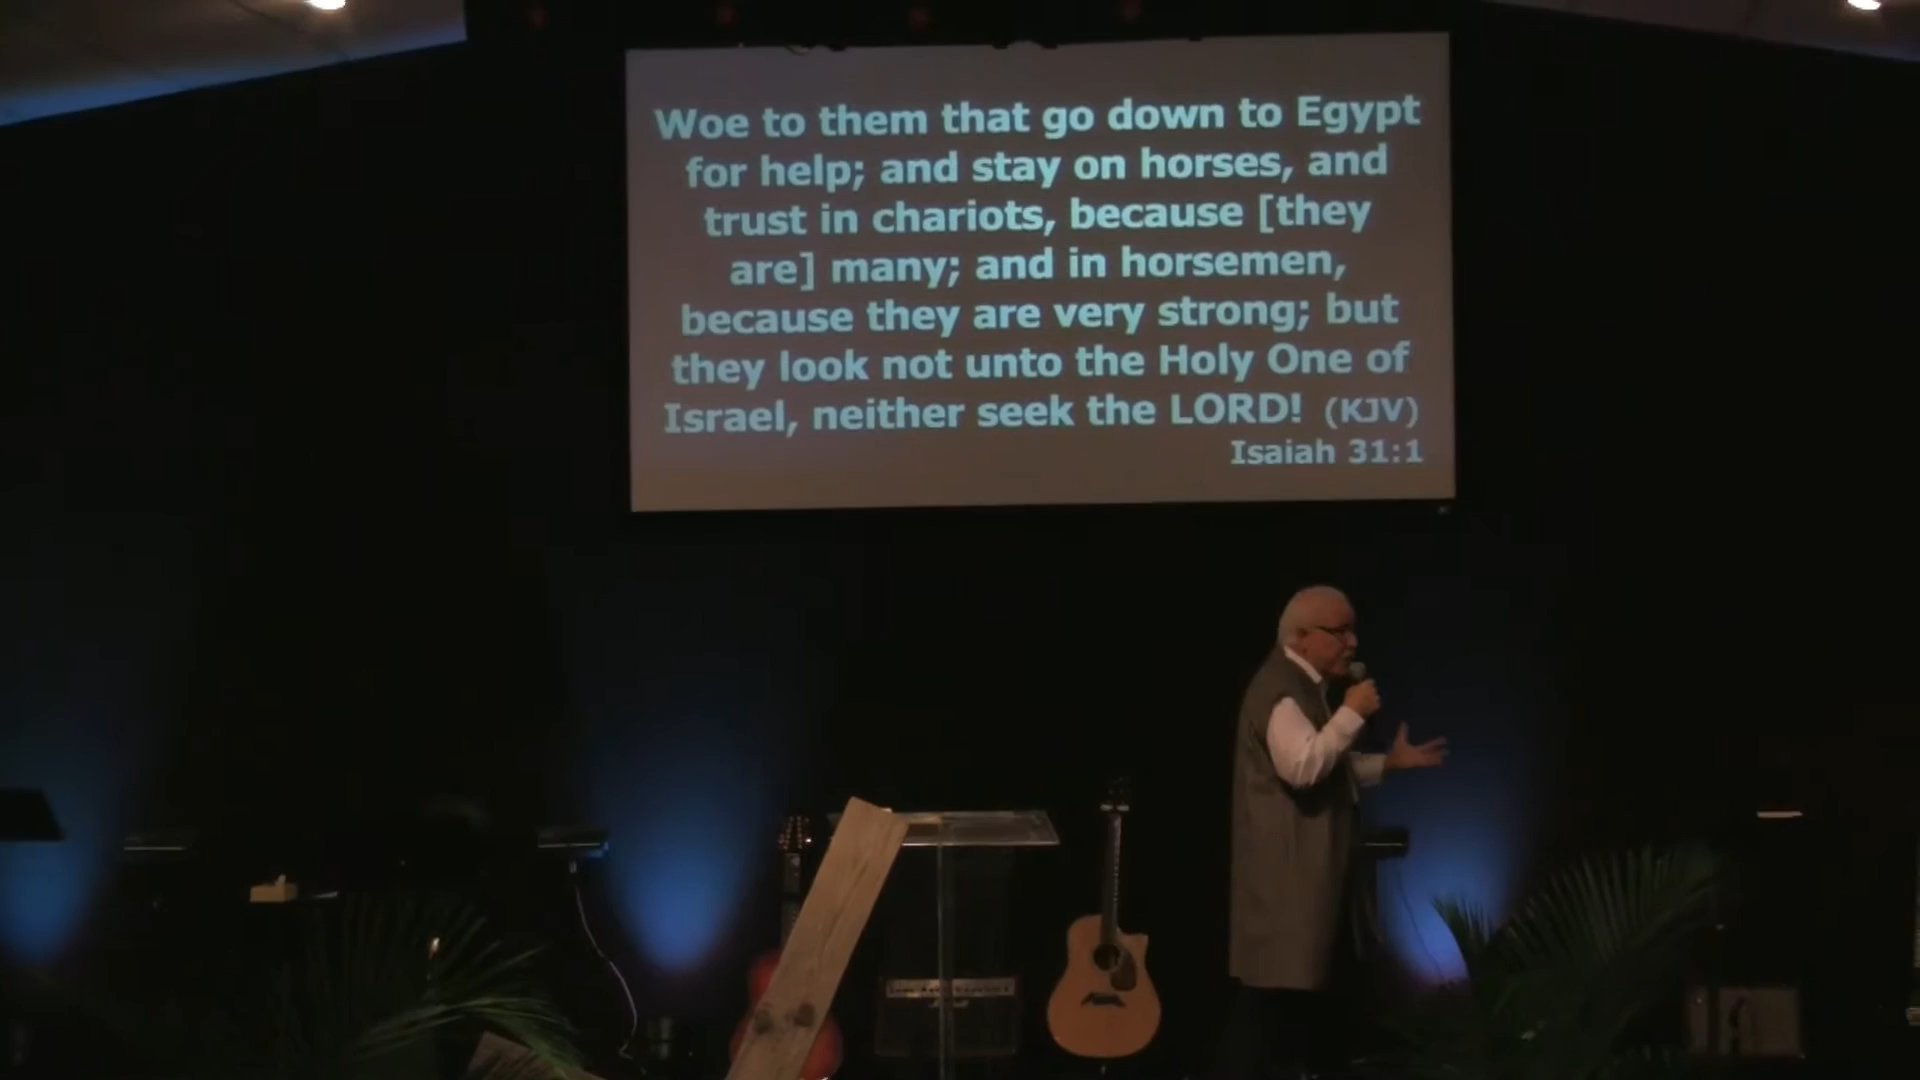 Woe to them that go down to Egypt
for help; and stay on horses, and
trust in chariots, because [they
are] many; and in horsemen,
because they are very strong; but
they look not unto the Holy One of
Israel, neither seek the LORD! (KJV)
Isaiah 31:1